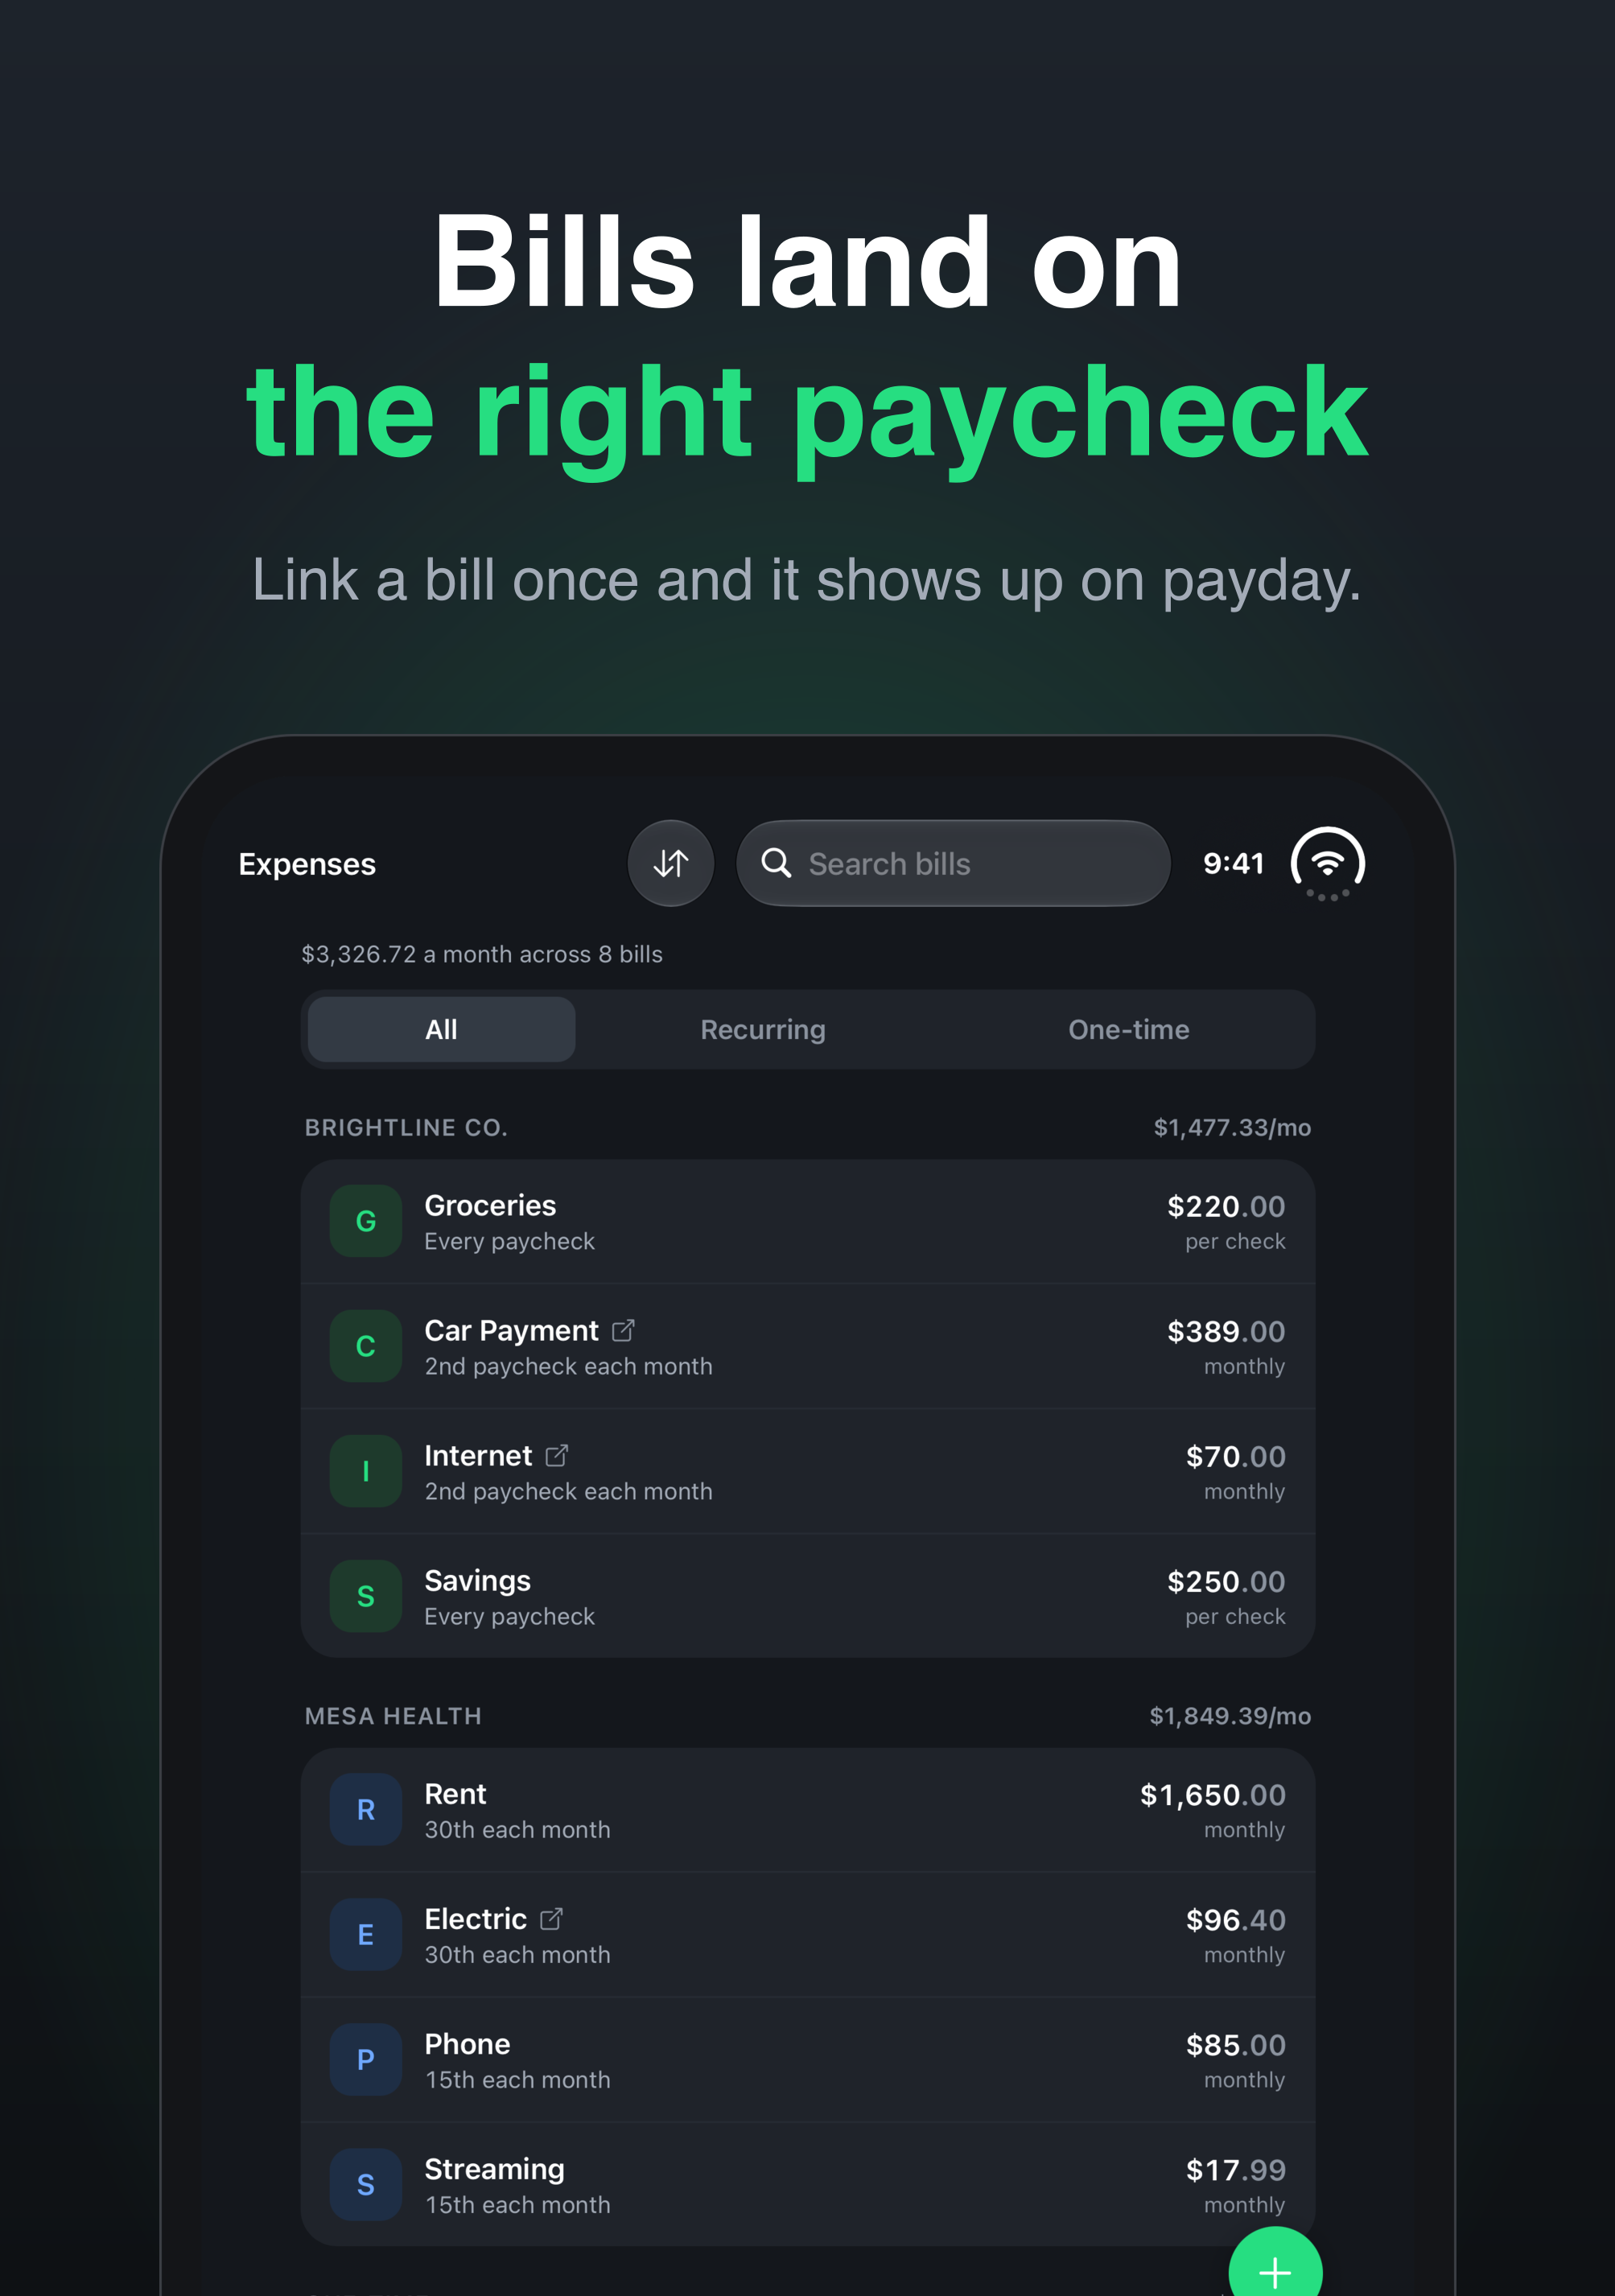 Bills land on
the right paycheck
Link a bill once and it shows up on payday.
Expenses
Search bills
9:41
$3,326.72 a month across 8 bills
All
Recurring
One-time
BRIGHTLINE CO.
$1,477.33/mo
G
Groceries
$220.00
Every paycheck
per check
C
Car Payment
$389.00
2nd paycheck each month
monthly
I
Internet
$70.00
2nd paycheck each month
monthly
S
Savings
$250.00
Every paycheck
per check
MESA HEALTH
$1,849.39/mo
R
Rent
$1,650.00
30th each month
monthly
E
Electric
$96.40
30th each month
monthly
P
Phone
$85.00
15th each month
monthly
S
Streaming
$17.99
15th each month
monthly